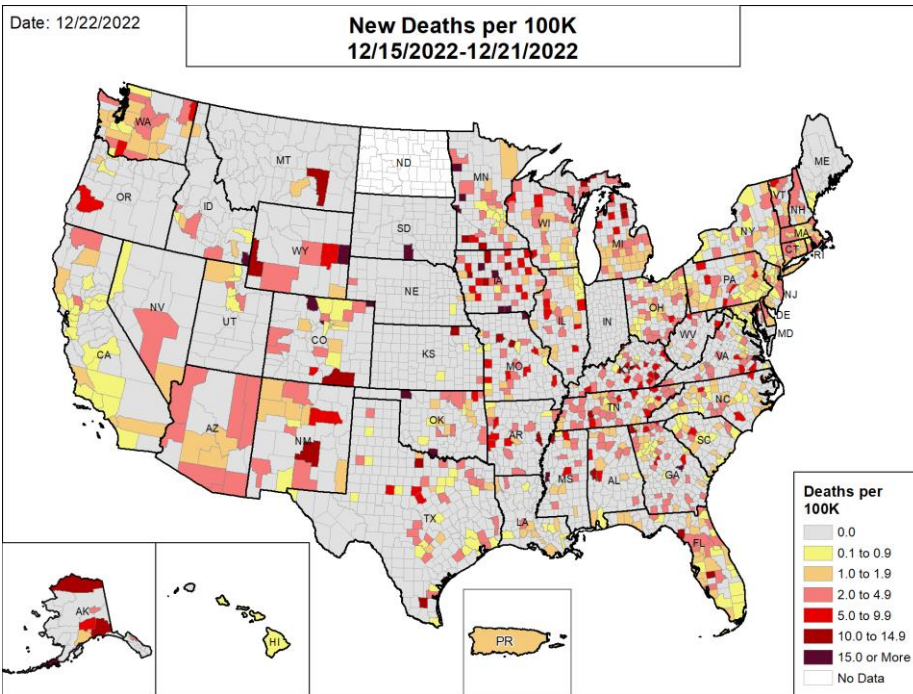 Date: 12/22/2022
New Deaths per 100K
12/15/2022-12/21/2022
WA
MT
ND
MN
ME
OR
ID
SD
WI
MI
VT
NH
NY
MA
CT
RI
WY
NE
IA
PA
NJ
NV
UT
CO
KS
MO
IL
IN
OH
WV
DE
MD
CA
VA
KY
AZ
NM
OK
AR
TN
NC
SC
TX
LA
MS
AL
GA
FL
AK
HI
PR
Deaths per
100K
0.0
0.1 to 0.9
1.0 to 1.9
2.0 to 4.9
5.0 to 9.9
10.0 to 14.9
15.0 or More
No Data